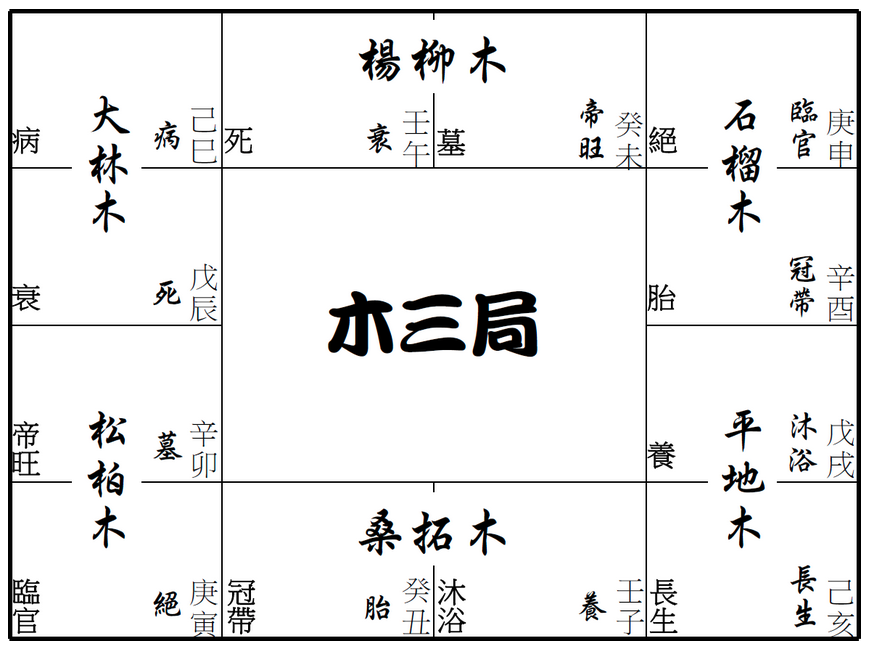 楊柳木
大林木
石榴木
病
病
己巳
死
衰
壬午
墓
帝旺
癸未
絕
臨官
庚申
衰
死
戊辰
木三局
胎
冠帶
辛酉
松柏木
平地木
帝旺
墓
辛卯
養
沐浴
戊戌
桑拓木
臨官
絕
庚寅
冠帶
胎
癸丑
沐浴
養
壬子
長生
長生
己亥